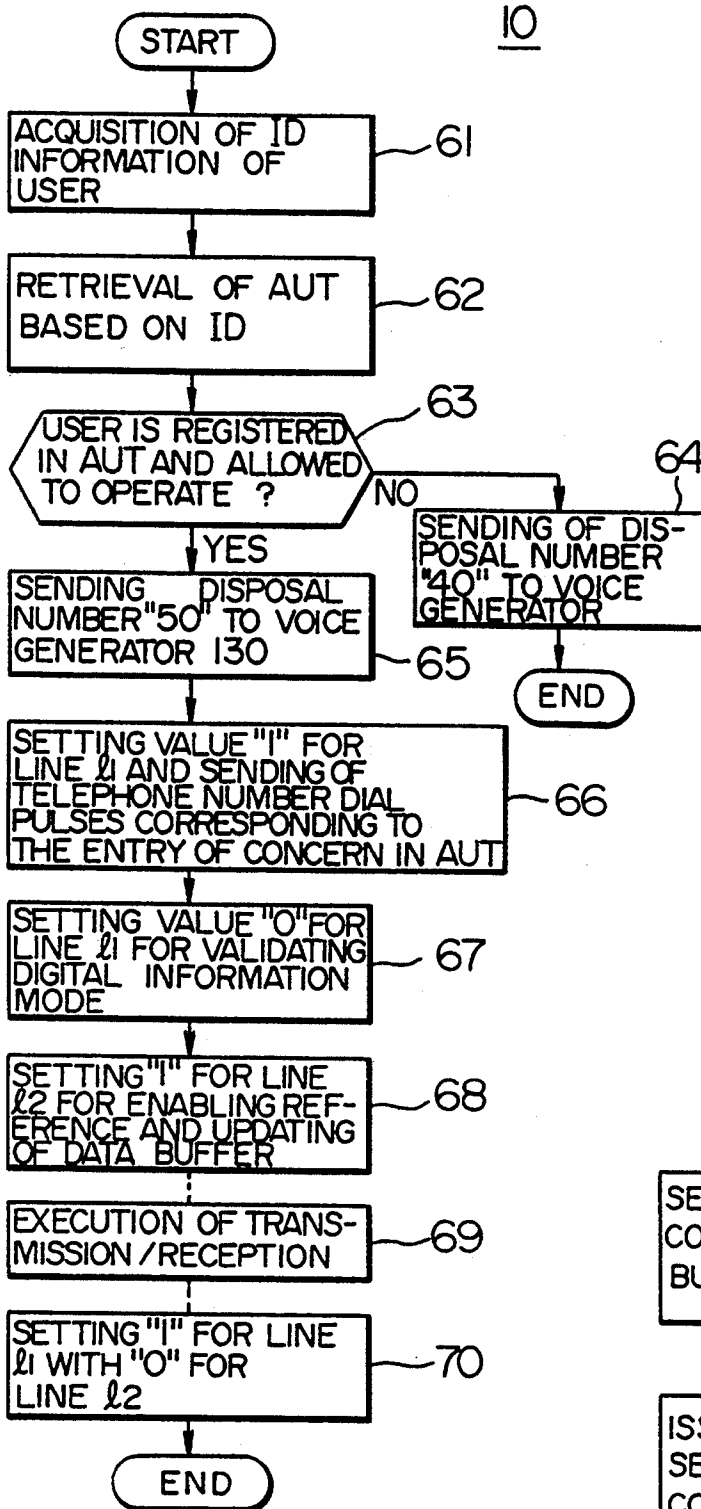 10
START
ACQUISITION OF ID
INFORMATION OF
USER
61
RETRIEVAL OF AUT
BASED ON ID
62
63
USER IS REGISTERED
IN AUT AND ALLOWED
TO OPERATE ?
NO
YES
64
SENDING OF DIS-
POSAL NUMBER
"40" TO VOICE
GENERATOR
END
SENDING DISPOSAL
NUMBER "50" TO VOICE
GENERATOR 130
65
SETTING VALUE "1" FOR
LINE ℓ1 AND SENDING OF
TELEPHONE NUMBER DIAL
PULSES CORRESPONDING TO
THE ENTRY OF CONCERN IN AUT
66
SETTING VALUE "0" FOR
LINE ℓ1 FOR VALIDATING
DIGITAL INFORMATION
MODE
67
SETTING "1" FOR LINE
ℓ2 FOR ENABLING REF-
ERENCE AND UPDATING
OF DATA BUFFER
68
EXECUTION OF TRANS-
MISSION/RECEPTION
69
SETTING "1" FOR LINE
ℓ1 WITH "0" FOR
LINE ℓ2
70
END
SE
CO
BU
ISS
SE
CO